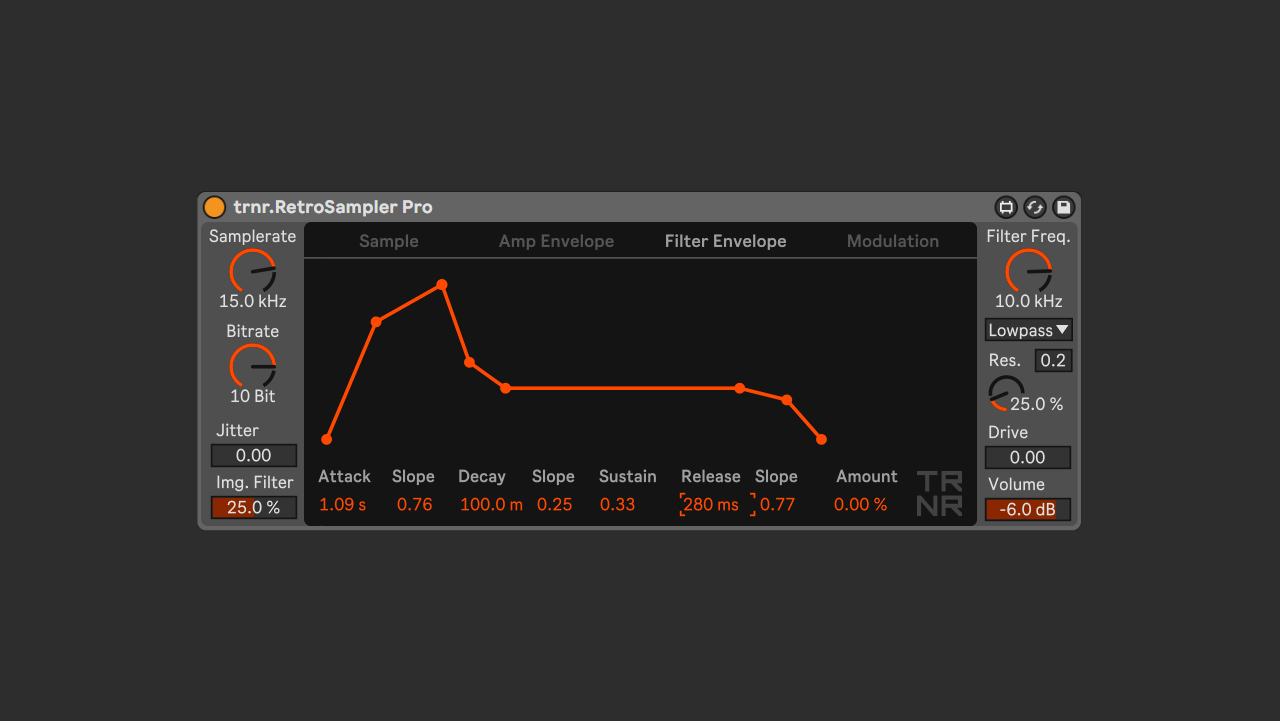 trnr.RetroSampler Pro
Samplerate
15.0 kHz
Bitrate
10 Bit
Jitter
0.00
Img. Filter
25.0 %
Sample Amp Envelope Filter Envelope Modulation
Attack Slope Decay Slope Sustain Release Slope Amount
1.09 s 0.76 100.0 m 0.25 0.33 280 ms 0.77 0.00 %
TR
NR
Filter Freq.
10.0 kHz
Lowpass
Res. 0.2
25.0 %
Drive
0.00
Volume
-6.0 dB